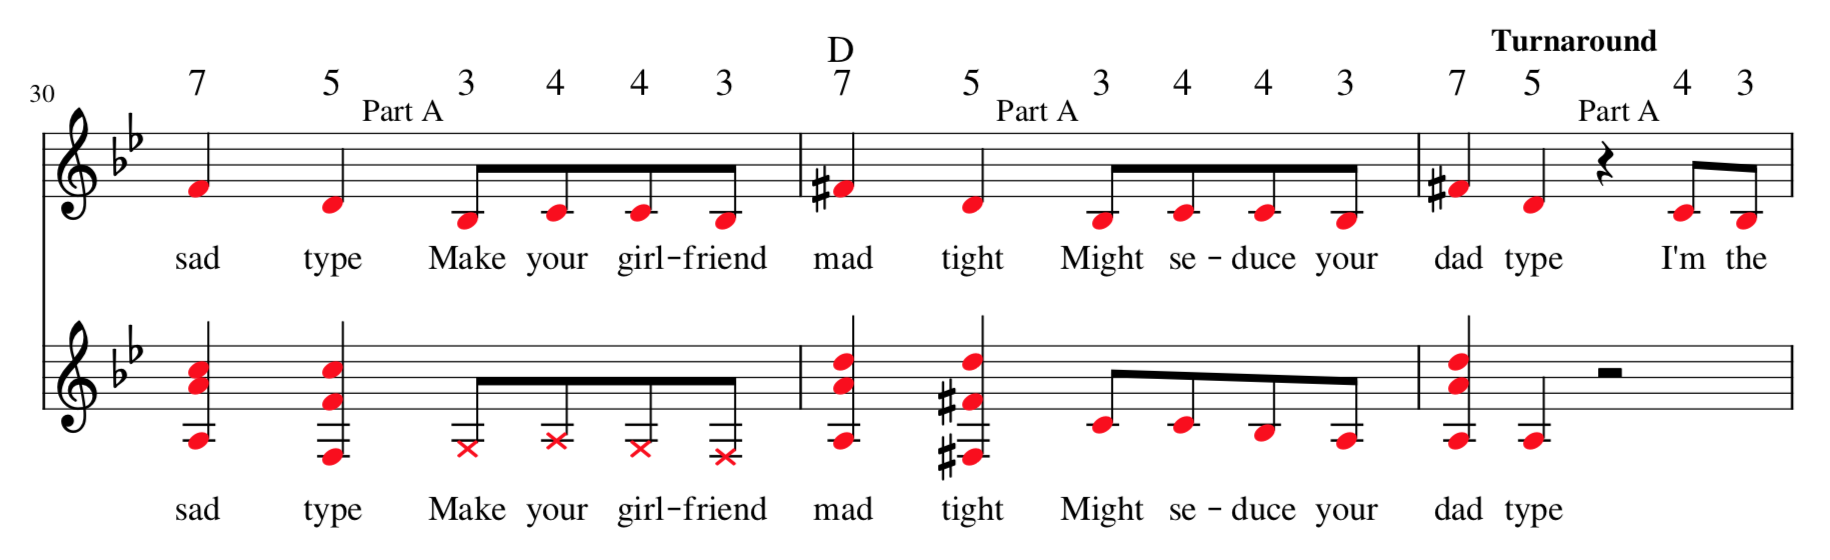 Turnaround
D
7 5 3 4 4 3 7 5 3 4 4 3 7 5 4 3
30 Part A Part A Part A
sad type Make your girl-friend mad tight Might se-duce your dad type I'm the
sad type Make your girl-friend mad tight Might se-duce your dad type